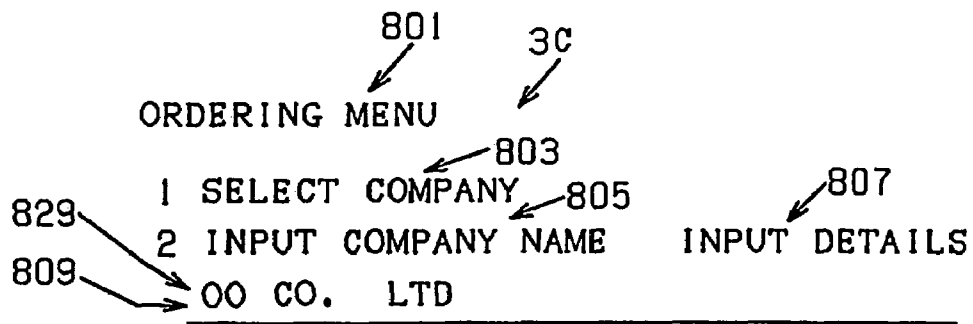 801
3C
ORDERING MENU
803
1 SELECT COMPANY
805
807
829
2 INPUT COMPANY NAME INPUT DETAILS
809
OO CO. LTD